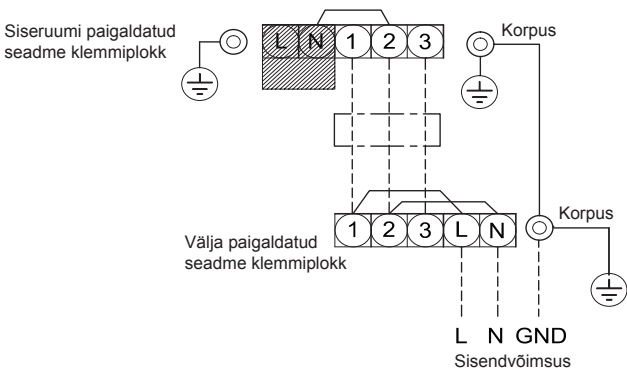 Siseruumi paigaldatud
seadme klemmiplokk
L N 1 2 3
Korpus
1 2 3 L N
Korpus
Välja paigaldatud
seadme klemmiplokk
L N GND
Sisendvõimsus